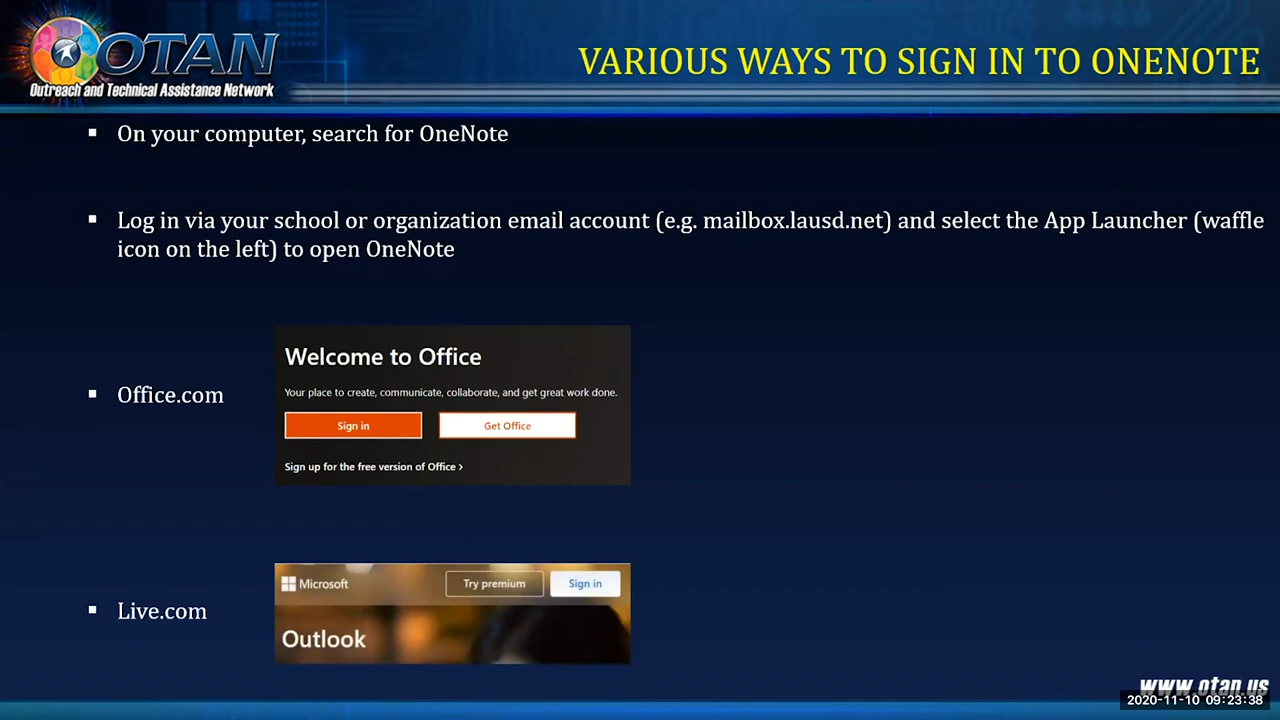 OTAN
Outreach and Technical Assistance Network
VARIOUS WAYS TO SIGN IN TO ONENOTE
▪ On your computer, search for OneNote
▪ Log in via your school or organization email account (e.g. mailbox.lausd.net) and select the App Launcher (waffle
icon on the left) to open OneNote
▪ Office.com
Welcome to Office
Your place to create, communicate, collaborate, and get great work done.
Sign in
Get Office
Sign up for the free version of Office >
▪ Live.com
Microsoft
Try premium
Sign in
Outlook
www.otan.us
2020-11-10 09:23:38